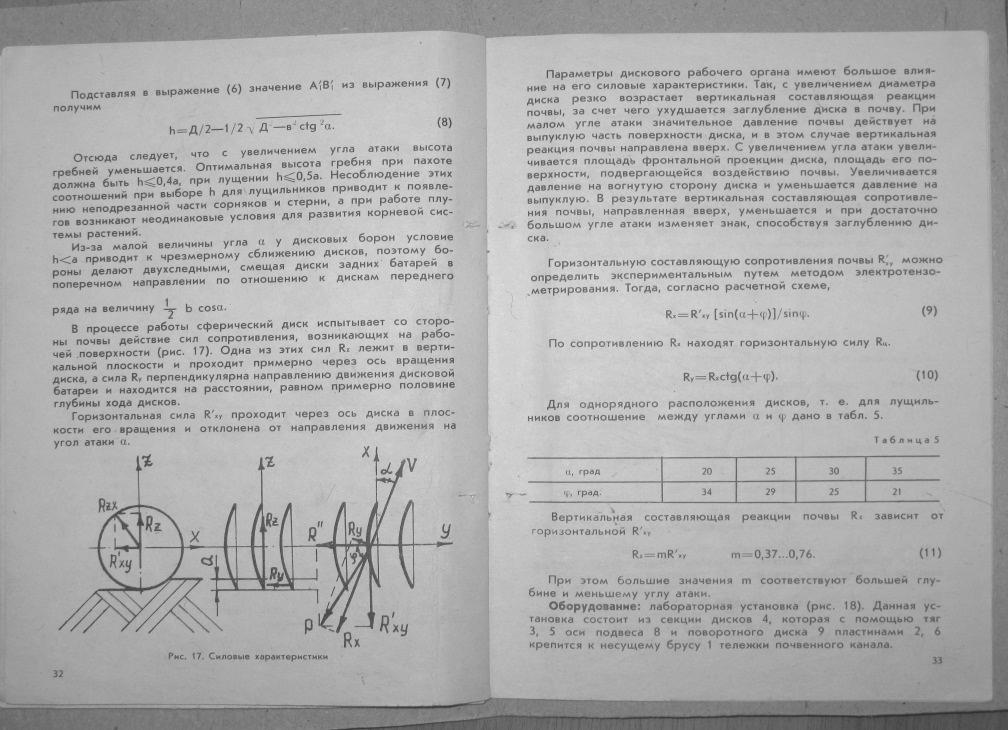 Подставляя в выражение (6) значение А′₁В′₁ из выражения (7)
получим
h=Д/2—1/2 √ Д²—в² ctg ²α. (8)
Отсюда следует, что с увеличением угла атаки высота
гребней уменьшается. Оптимальная высота гребня при пахоте
должна быть h⩽0,4а, при лущении h⩽0,5а. Несоблюдение этих
соотношений при выборе h для лущильников приводит к появле-
нию неподрезанной части сорняков и стерни, а при работе плу-
гов возникают неодинаковые условия для развития корневой сис-
темы растений.
Из-за малой величины угла α у дисковых борон условие
h<а приводит к чрезмерному сближению дисков, поэтому бо-
роны делают двухследными, смещая диски задних батарей в
поперечном направлении по отношению к дискам переднего
ряда на величину 1/2 b cosα.
В процессе работы сферический диск испытывает со сторо-
ны почвы действие сил сопротивления, возникающих на рабо-
чей поверхности (рис. 17). Одна из этих сил Rz лежит в верти-
кальной плоскости и проходит примерно через ось вращения
диска, а сила Ry перпендикулярна направлению движения дисковой
батареи и находится на расстоянии, равном примерно половине
глубины хода дисков.
Горизонтальная сила R′xy проходит через ось диска в плос-
кости его вращения и отклонена от направления движения на
угол атаки α.
Z Z X α V
Rzx Rz X Rz R″ Ry y
R′xy a Ry φ
P Rx R′xy
Рис. 17. Силовые характеристики
32
Параметры дискового рабочего органа имеют большое влия-
ние на его силовые характеристики. Так, с увеличением диаметра
диска резко возрастает вертикальная составляющая реакции
почвы, за счет чего ухудшается заглубление диска в почву. При
малом угле атаки значительное давление почвы действует на
выпуклую часть поверхности диска, и в этом случае вертикальная
реакция почвы направлена вверх. С увеличением угла атаки увели-
чивается площадь фронтальной проекции диска, площадь его по-
верхности, подвергающейся воздействию почвы. Увеличивается
давление на вогнутую сторону диска и уменьшается давление на
выпуклую. В результате вертикальная составляющая сопротивле-
ния почвы, направленная вверх, уменьшается и при достаточно
большом угле атаки изменяет знак, способствуя заглублению ди-
ска.
Горизонтальную составляющую сопротивления почвы R′xy можно
определить экспериментальным путем методом электротензо-
метрирования. Тогда, согласно расчетной схеме,
Rx=R′xy [sin(α+φ)]/sinφ. (9)
По сопротивлению Rx находят горизонтальную силу Rц.
Ry=Rxctg(α+φ). (10)
Для однорядного расположения дисков, т. е. для лущиль-
ников соотношение между углами α и φ дано в табл. 5.
Таблица 5
α, град 20 25 30 35
φ, град. 34 29 25 21
Вертикальная составляющая реакции почвы Rz зависит от
горизонтальной R′xy
Rz=mR′xy m=0,37...0,76. (11)
При этом большие значения m соответствуют большей глу-
бине и меньшему углу атаки.
Оборудование: лабораторная установка (рис. 18). Данная ус-
тановка состоит из секции дисков 4, которая с помощью тяг
3, 5 оси подвеса 8 и поворотного диска 9 пластинами 2, 6
крепится к несущему брусу 1 тележки почвенного канала.
33